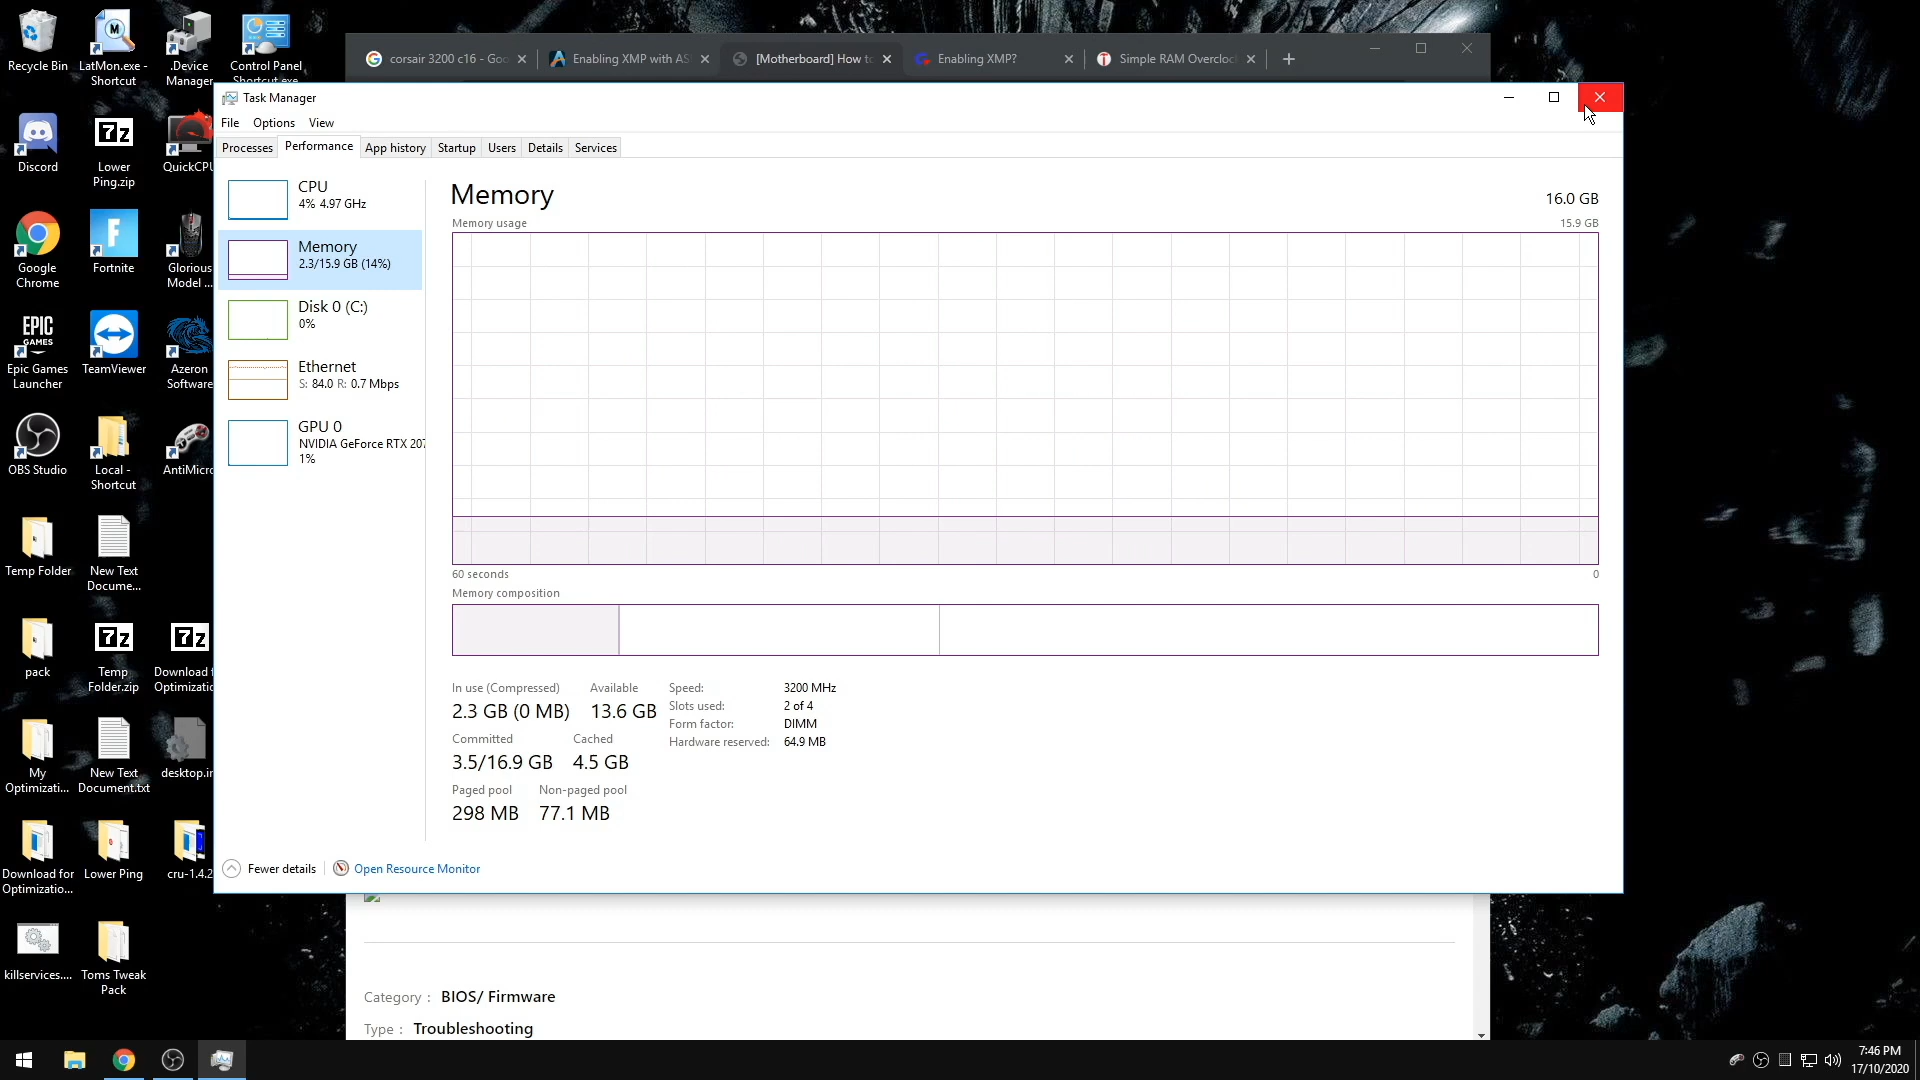 Recycle Bin
LatMon.exe -
Shortcut
.Device
Manager
Control Panel
Shortcut.exe
corsair 3200 c16 - Goo
Enabling XMP with AS
[Motherboard] How to
Enabling XMP?
Simple RAM Overcloc
Task Manager
File
Options
View
Processes
Performance
App history
Startup
Users
Details
Services
Discord
7z
Lower
Ping.zip
QuickCPU
Google
Chrome
Fortnite
Glorious
Model ...
EPIC
GAMES
Epic Games
Launcher
TeamViewer
Azeron
Software
OBS Studio
Local -
Shortcut
AntiMicro
Temp Folder
New Text
Docume...
pack
7z
Temp
Folder.zip
7z
Download f
Optimizatio
My
Optimizati...
New Text
Document.txt
desktop.in
Download for
Optimizatio...
Lower Ping
cru-1.4.2
killservices....
Toms Tweak
Pack
CPU
4% 4.97 GHz
Memory
2.3/15.9 GB (14%)
Disk 0 (C:)
0%
Ethernet
S: 84.0 R: 0.7 Mbps
GPU 0
NVIDIA GeForce RTX 207
1%
Memory
16.0 GB
Memory usage
15.9 GB
60 seconds
0
Memory composition
In use (Compressed)
2.3 GB (0 MB)
Available
13.6 GB
Committed
3.5/16.9 GB
Cached
4.5 GB
Paged pool
298 MB
Non-paged pool
77.1 MB
Speed: 3200 MHz
Slots used: 2 of 4
Form factor: DIMM
Hardware reserved: 64.9 MB
Fewer details
Open Resource Monitor
Category : BIOS/ Firmware
Type : Troubleshooting
7:46 PM
17/10/2020